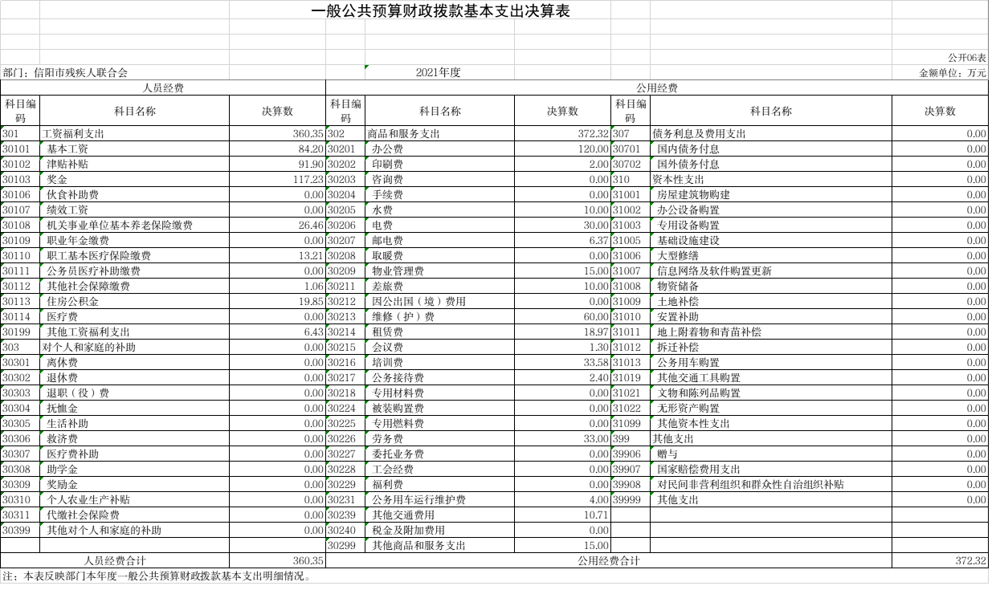 一般公共预算财政拨款基本支出决算表
公开06表
部门：信阳市残疾人联合会 2021年度 金额单位：万元
人员经费 公用经费
科目编码 科目名称 决算数 科目编码 科目名称 决算数 科目编码 科目名称 决算数
301 工资福利支出 360.35 302 商品和服务支出 372.32 307 债务利息及费用支出 0.00
30101 基本工资 84.20 30201 办公费 120.00 30701 国内债务付息 0.00
30102 津贴补贴 91.90 30202 印刷费 2.00 30702 国外债务付息 0.00
30103 奖金 117.23 30203 咨询费 0.00 310 资本性支出 0.00
30106 伙食补助费 0.00 30204 手续费 0.00 31001 房屋建筑物购建 0.00
30107 绩效工资 0.00 30205 水费 10.00 31002 办公设备购置 0.00
30108 机关事业单位基本养老保险缴费 26.46 30206 电费 30.00 31003 专用设备购置 0.00
30109 职业年金缴费 0.00 30207 邮电费 6.37 31005 基础设施建设 0.00
30110 职工基本医疗保险缴费 13.21 30208 取暖费 0.00 31006 大型修缮 0.00
30111 公务员医疗补助缴费 0.00 30209 物业管理费 15.00 31007 信息网络及软件购置更新 0.00
30112 其他社会保障缴费 1.06 30211 差旅费 10.00 31008 物资储备 0.00
30113 住房公积金 19.85 30212 因公出国（境）费用 0.00 31009 土地补偿 0.00
30114 医疗费 0.00 30213 维修（护）费 60.00 31010 安置补助 0.00
30199 其他工资福利支出 6.43 30214 租赁费 18.97 31011 地上附着物和青苗补偿 0.00
303 对个人和家庭的补助 0.00 30215 会议费 1.30 31012 拆迁补偿 0.00
30301 离休费 0.00 30216 培训费 33.58 31013 公务用车购置 0.00
30302 退休费 0.00 30217 公务接待费 2.40 31019 其他交通工具购置 0.00
30303 退职（役）费 0.00 30218 专用材料费 0.00 31021 文物和陈列品购置 0.00
30304 抚恤金 0.00 30224 被装购置费 0.00 31022 无形资产购置 0.00
30305 生活补助 0.00 30225 专用燃料费 0.00 31099 其他资本性支出 0.00
30306 救济费 0.00 30226 劳务费 33.00 399 其他支出 0.00
30307 医疗费补助 0.00 30227 委托业务费 0.00 39906 赠与 0.00
30308 助学金 0.00 30228 工会经费 0.00 39907 国家赔偿费用支出 0.00
30309 奖励金 0.00 30229 福利费 0.00 39908 对民间非营利组织和群众性自治组织补贴 0.00
30310 个人农业生产补贴 0.00 30231 公务用车运行维护费 4.00 39999 其他支出 0.00
30311 代缴社会保险费 0.00 30239 其他交通费用 10.71
30399 其他对个人和家庭的补助 0.00 30240 税金及附加费用 0.00
30299 其他商品和服务支出 15.00
人员经费合计 360.35 公用经费合计 372.32
注：本表反映部门本年度一般公共预算财政拨款基本支出明细情况。